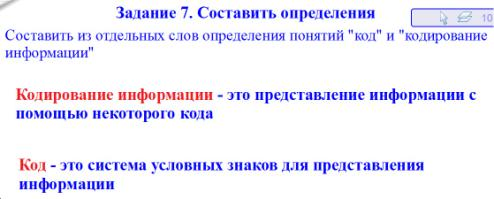 Задание 7. Составить определения
10
Составить из отдельных слов определения понятий "код" и "кодирование
информации"
Кодирование информации - это представление информации с
помощью некоторого кода
Код - это система условных знаков для представления
информации